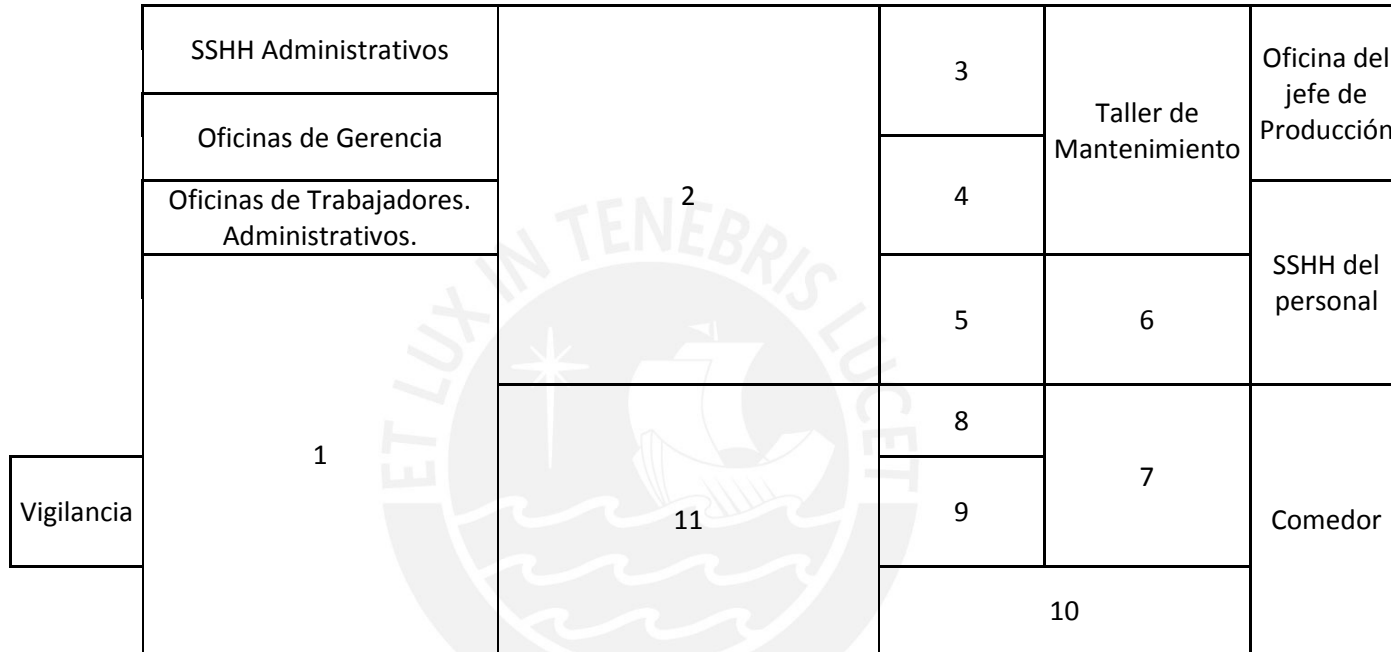 SSHH Administrativos
Oficinas de Gerencia
Oficinas de Trabajadores.
Administrativos.
1
Vigilancia
2
11
3
4
5
8
9
10
Taller de
Mantenimiento
6
7
Oficina del
jefe de
Producción
SSHH del
personal
Comedor
ET LUX IN TENEBRIS LUCET